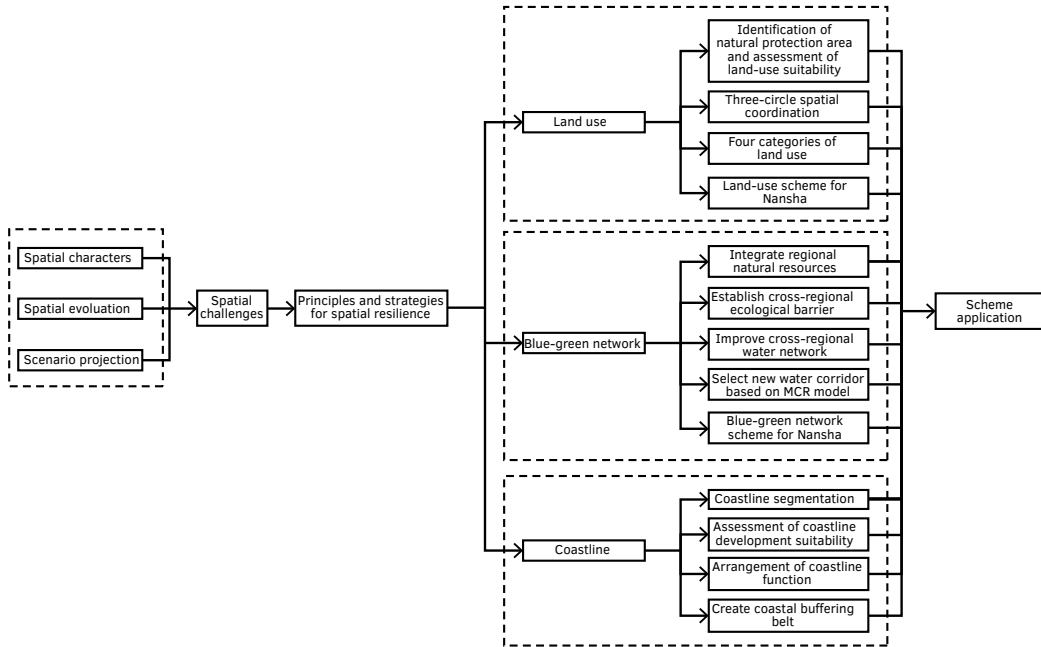 Spatial characters
Spatial evolution
Scenario projection
Spatial
challenges
Principles and strategies
for spatial resilience
Land use
Identification of
natural protection area
and assessment of
land-use suitability
Three-circle spatial
coordination
Four categories of
land use
Land-use scheme for
Nansha
Blue-green network
Integrate regional
natural resources
Establish cross-regional
ecological barrier
Improve cross-regional
water network
Select new water corridor
based on MCR model
Blue-green network
scheme for Nansha
Coastline
Coastline segmentation
Assessment of coastline
development suitability
Arrangement of coastline
function
Create coastal buffering
belt
Scheme
application